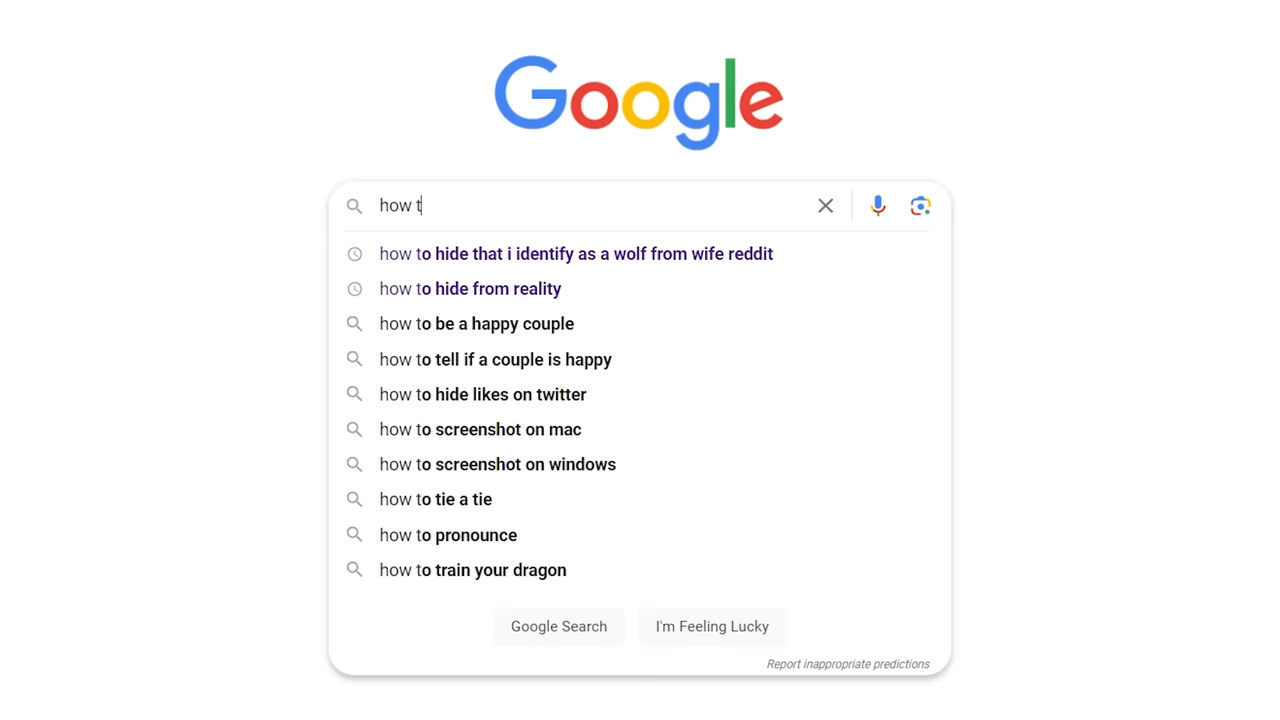 Google
how t
how to hide that i identify as a wolf from wife reddit
how to hide from reality
how to be a happy couple
how to tell if a couple is happy
how to hide likes on twitter
how to screenshot on mac
how to screenshot on windows
how to tie a tie
how to pronounce
how to train your dragon
Google Search
I'm Feeling Lucky
Report inappropriate predictions